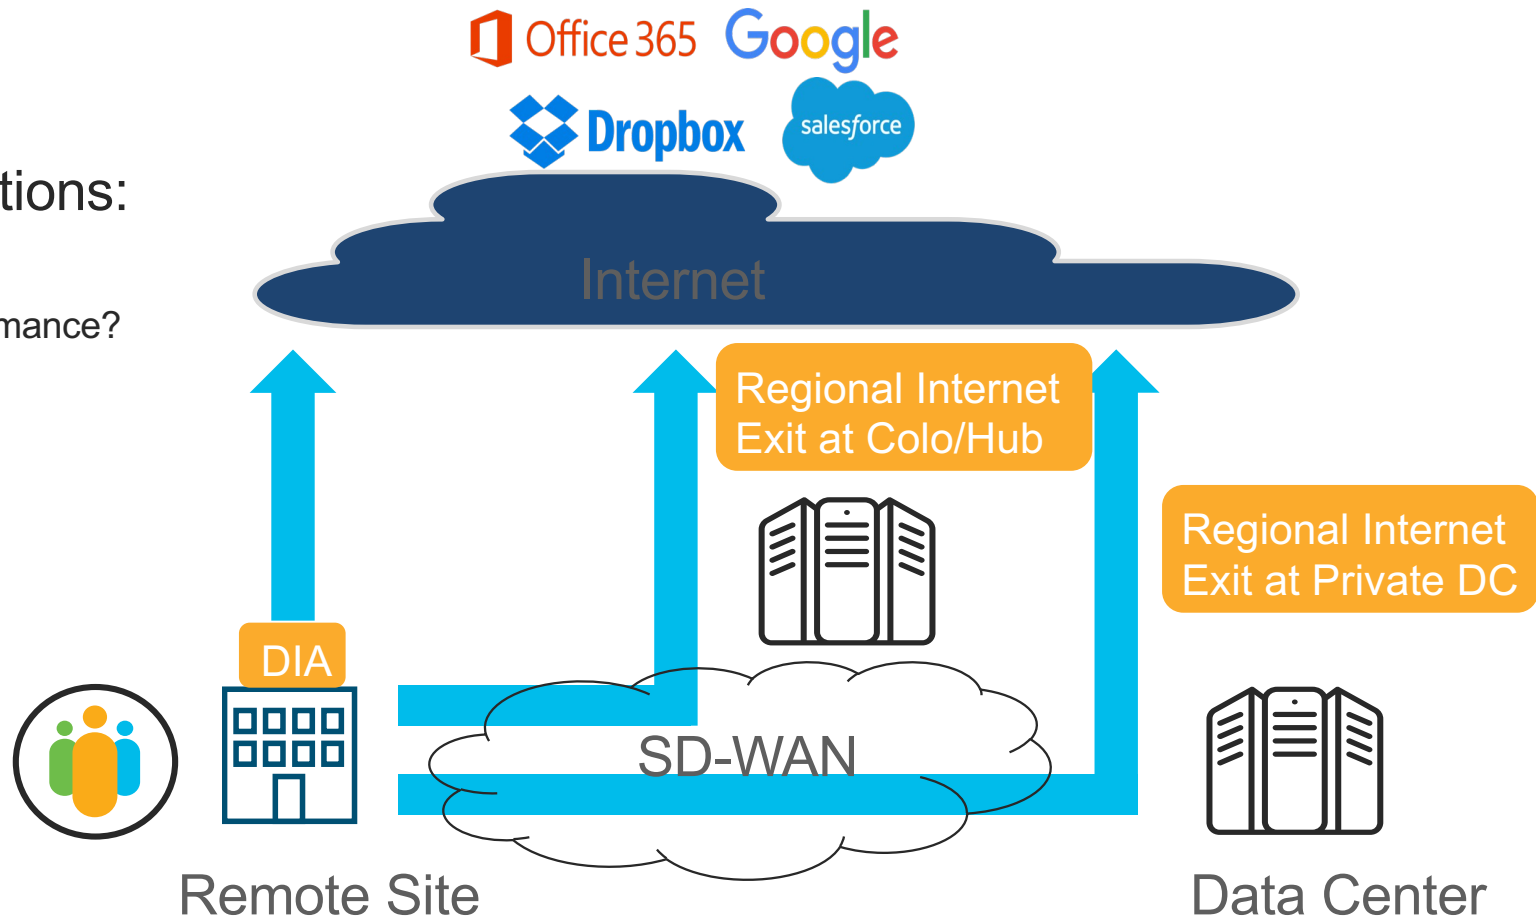 Office 365
Google
Dropbox
salesforce
tions:
Internet
mance?
Regional Internet
Exit at Colo/Hub
Regional Internet
Exit at Private DC
DIA
SD-WAN
Remote Site
Data Center